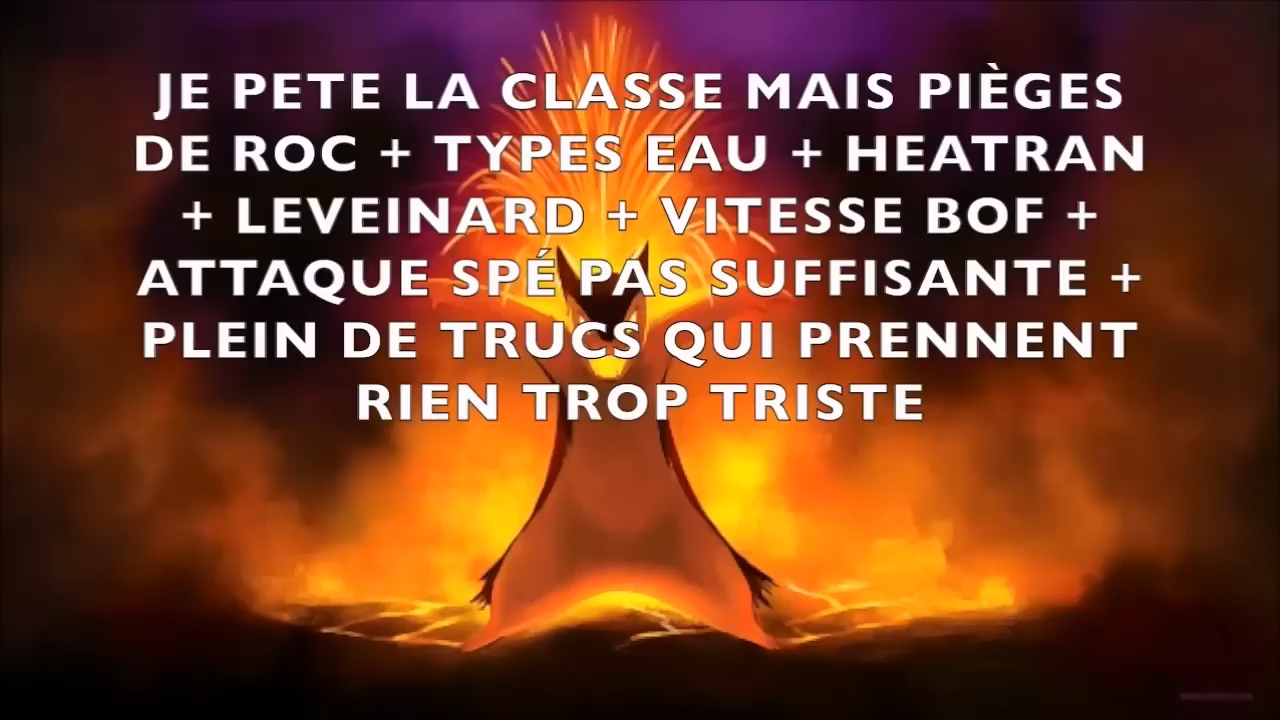 JE PETE LA CLASSE MAIS PIÈGES
DE ROC + TYPES EAU + HEATRAN
+ LEVEINARD + VITESSE BOF +
ATTAQUE SPÉ PAS SUFFISANTE +
PLEIN DE TRUCS QUI PRENNENT
RIEN TROP TRISTE